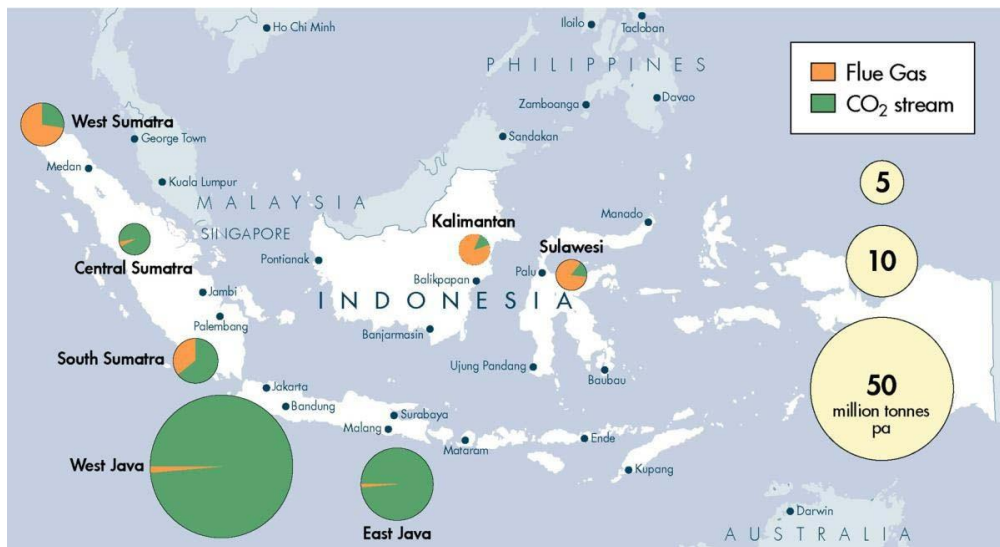 Ho Chi Minh
Iloilo
Tacloban
PHILIPPINES
Flue Gas
CO₂ stream
Zamboanga
Davao
West Sumatra
George Town
Sandakan
Medan
Kuala Lumpur
5
MALAYSIA
Kalimantan
Manado
SINGAPORE
Sulawesi
Central Sumatra
Pontianak
Balikpapan
Palu
10
Jambi
INDONESIA
Palembang
Banjarmasin
South Sumatra
Ujung Pandang
Baubau
50
million tonnes
pa
Jakarta
Bandung
Surabaya
Malang
Mataram
Ende
West Java
Kupang
East Java
Darwin
AUSTRALIA